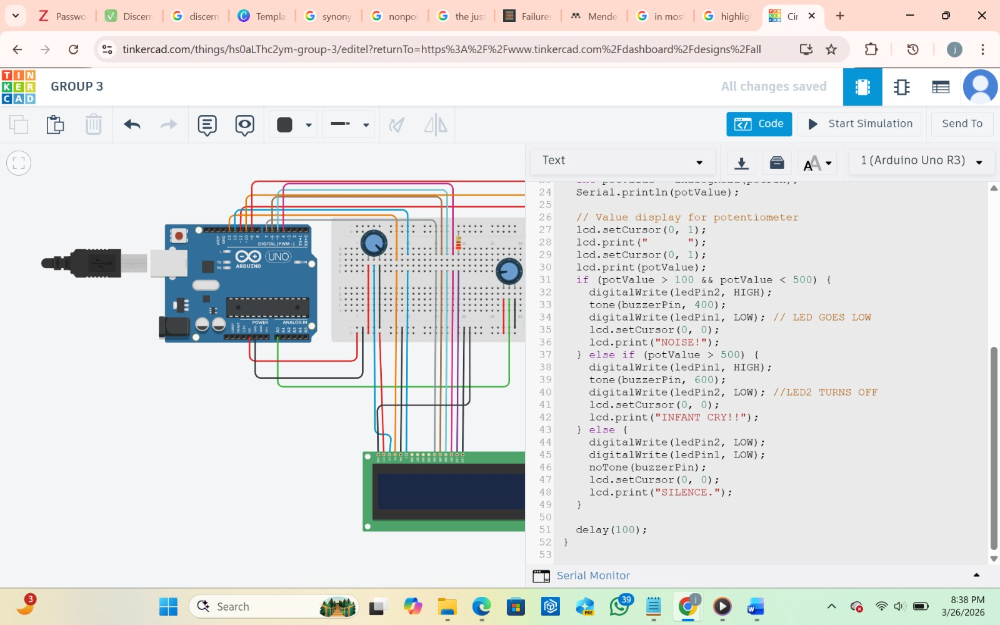 Passwo
Discern
discern
Templa
synony
nonpol
the just
Failures
Mende
in most
highlig
Cir
tinkercad.com/things/hs0aLThc2ym-group-3/editel?returnTo=https%3A%2F%2Fwww.tinkercad.com%2Fdashboard%2Fdesigns%2Fall
j
TIN
KER
CAD
GROUP 3
All changes saved
Code
Start Simulation
Send To
Text
1 (Arduino Uno R3)
24 Serial.println(potValue);
25
26 // Value display for potentiometer
27 lcd.setCursor(0, 1);
28 lcd.print("      ");
29 lcd.setCursor(0, 1);
30 lcd.print(potValue);
31 if (potValue > 100 && potValue < 500) {
32 digitalWrite(ledPin2, HIGH);
33 tone(buzzerPin, 400);
34 digitalWrite(ledPin1, LOW); // LED GOES LOW
35 lcd.setCursor(0, 0);
36 lcd.print("NOISE!");
37 } else if (potValue > 500) {
38 digitalWrite(ledPin1, HIGH);
39 tone(buzzerPin, 600);
40 digitalWrite(ledPin2, LOW); //LED2 TURNS OFF
41 lcd.setCursor(0, 0);
42 lcd.print("INFANT CRY!!");
43 } else {
44 digitalWrite(ledPin2, LOW);
45 digitalWrite(ledPin1, LOW);
46 noTone(buzzerPin);
47 lcd.setCursor(0, 0);
48 lcd.print("SILENCE.");
49 }
50
51 delay(100);
52 }
53
DIGITAL (PWM~)
UNO
ARDUINO
TX
RX
L
ON
POWER
ANALOG IN
Serial Monitor
3
Search
PRE
39
j
8:38 PM
3/26/2026